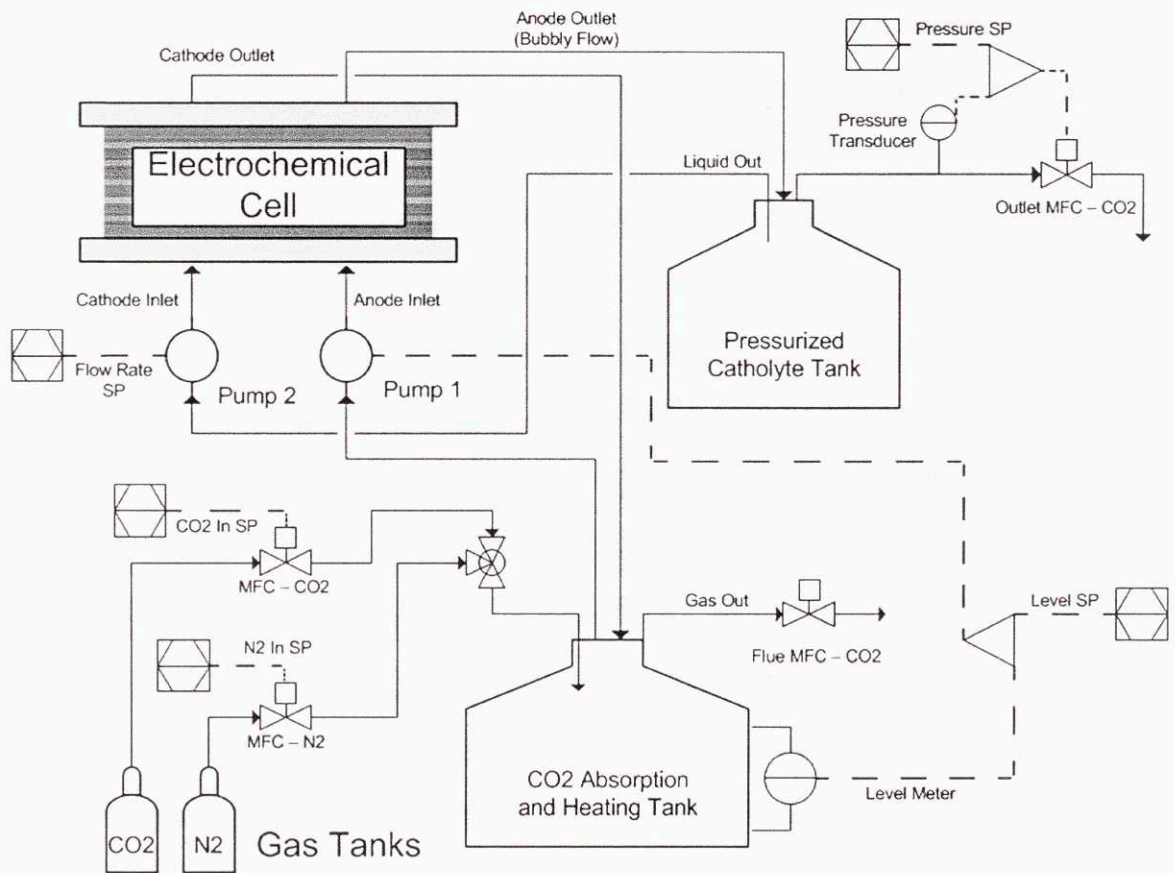 Anode Outlet
(Bubbly Flow)
Cathode Outlet
Pressure SP
Pressure
Transducer
Liquid Out
Outlet MFC – CO2
Electrochemical
Cell
Cathode Inlet
Anode Inlet
Flow Rate
SP
Pump 2
Pump 1
Pressurized
Catholyte Tank
CO2 In SP
MFC – CO2
N2 In SP
MFC – N2
Gas Out
Flue MFC – CO2
Level SP
CO2 Absorption
and Heating Tank
Level Meter
CO2
N2
Gas Tanks